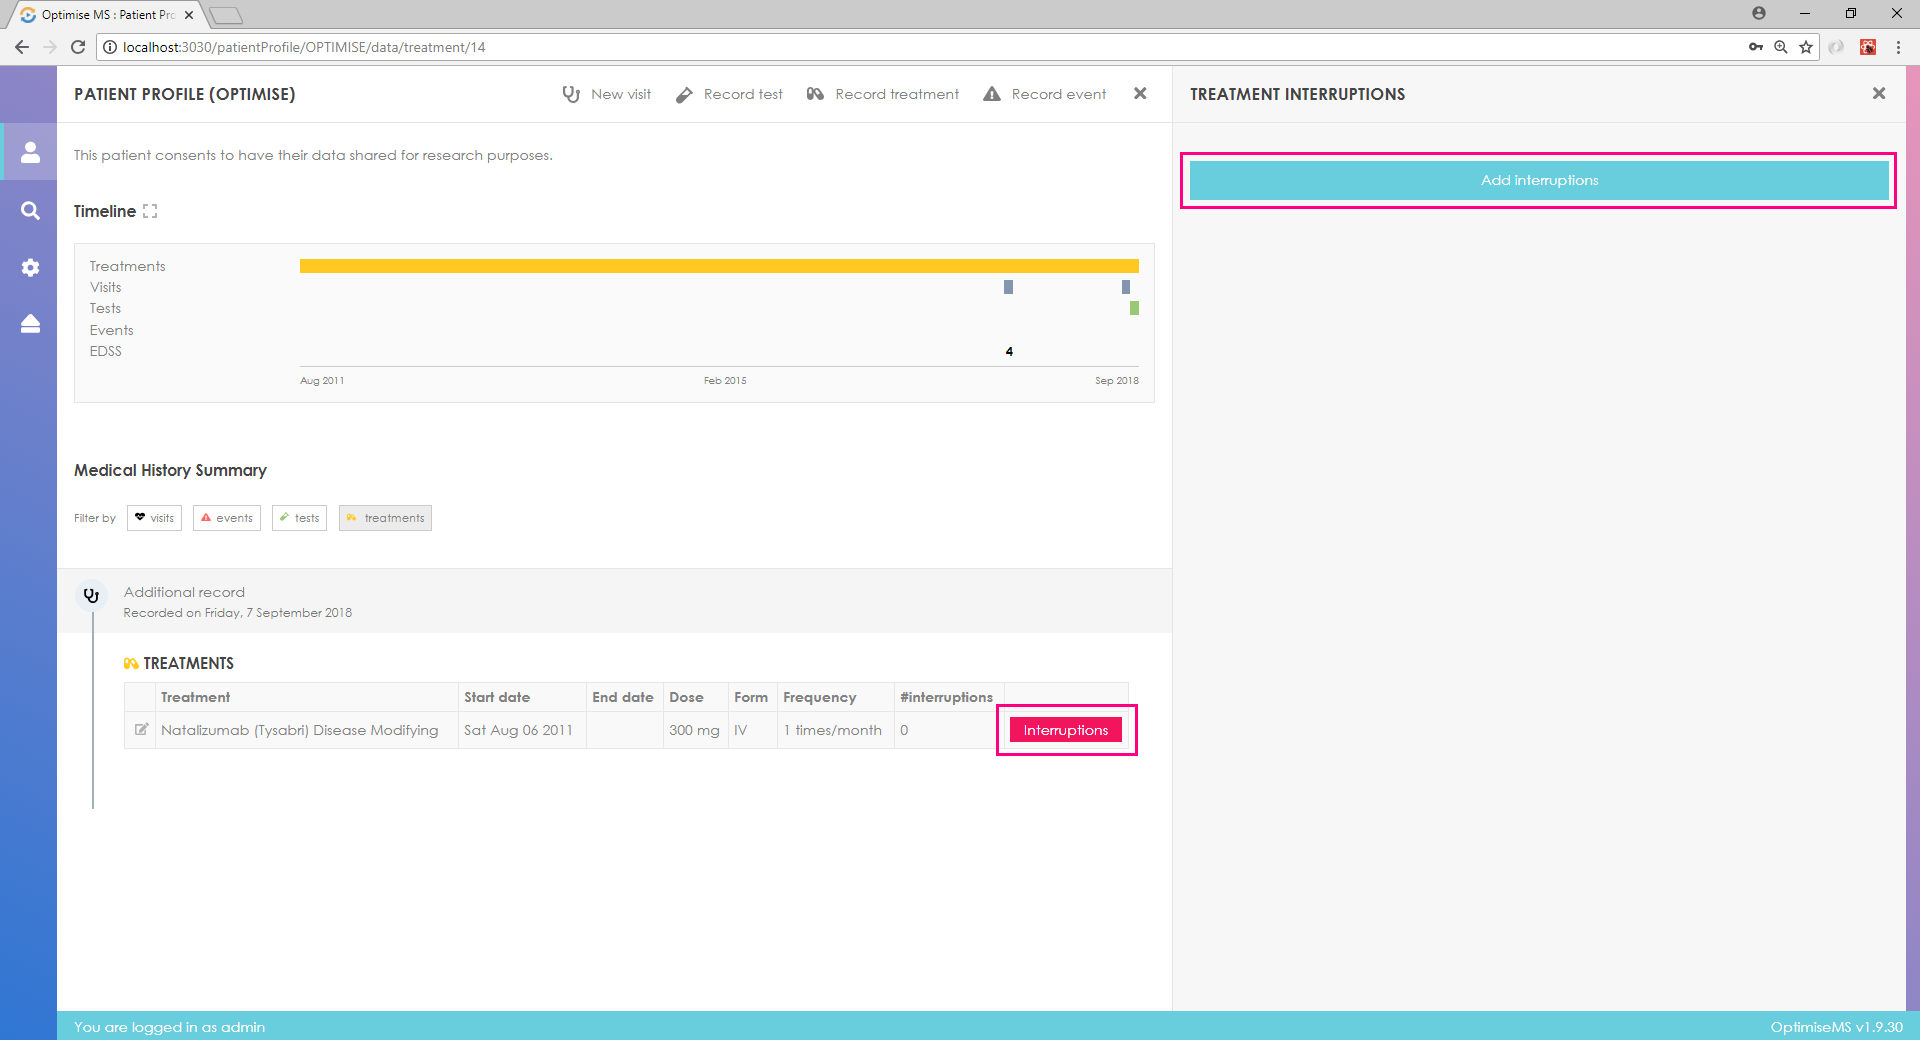 Optimise MS : Patient Pro
localhost:3030/patientProfile/OPTIMISE/data/treatment/14
PATIENT PROFILE (OPTIMISE)
New visit
Record test
Record treatment
Record event
TREATMENT INTERRUPTIONS
This patient consents to have their data shared for research purposes.
Add interruptions
Timeline
Treatments
Visits
Tests
Events
EDSS
4
Aug 2011
Feb 2015
Sep 2018
Medical History Summary
Filter by
visits
events
tests
treatments
Additional record
Recorded on Friday, 7 September 2018
TREATMENTS
Treatment Start date End date Dose Form Frequency #interruptions
Natalizumab (Tysabri) Disease Modifying Sat Aug 06 2011 300 mg IV 1 times/month 0 Interruptions
You are logged in as admin
OptimiseMS v1.9.30